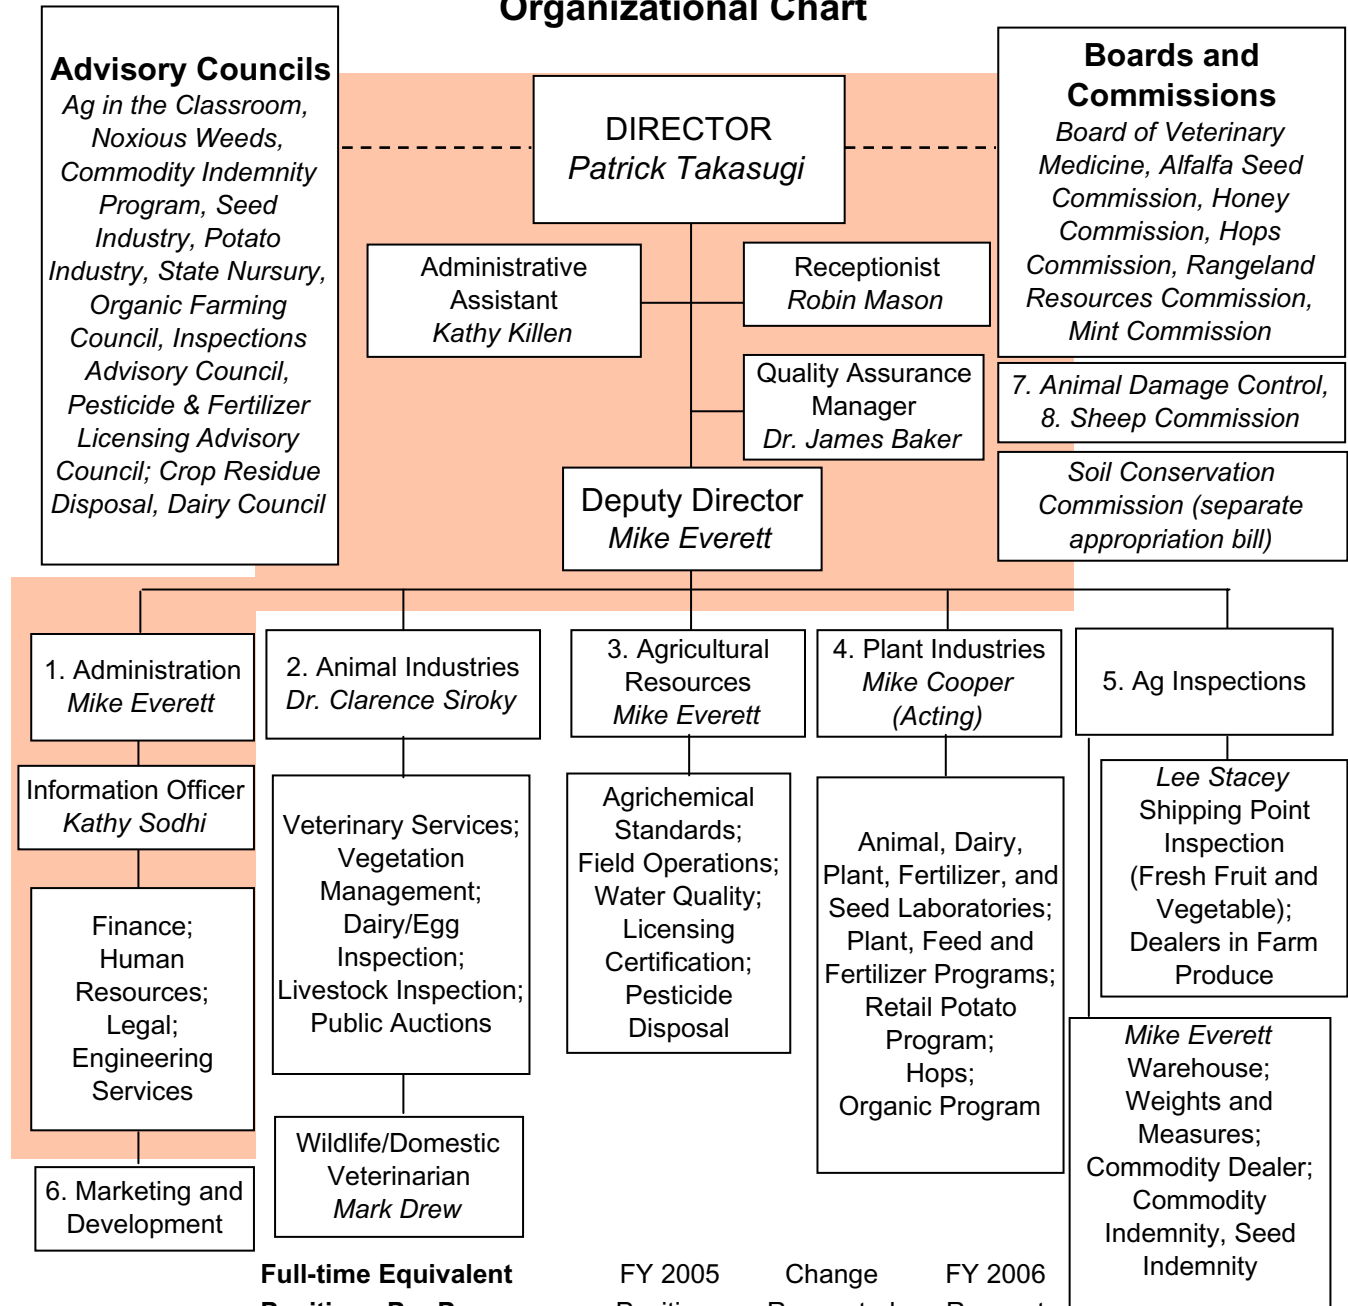 Organizational Chart
Advisory Councils
Ag in the Classroom,
Noxious Weeds,
Commodity Indemnity
Program, Seed
Industry, Potato
Industry, State Nursury,
Organic Farming
Council, Inspections
Advisory Council,
Pesticide & Fertilizer
Licensing Advisory
Council; Crop Residue
Disposal, Dairy Council
DIRECTOR
Patrick Takasugi
Boards and
Commissions
Board of Veterinary
Medicine, Alfalfa Seed
Commission, Honey
Commission, Hops
Commission, Rangeland
Resources Commission,
Mint Commission
Administrative
Assistant
Kathy Killen
Receptionist
Robin Mason
Quality Assurance
Manager
Dr. James Baker
7. Animal Damage Control,
8. Sheep Commission
Soil Conservation
Commission (separate
appropriation bill)
Deputy Director
Mike Everett
1. Administration
Mike Everett
Information Officer
Kathy Sodhi
Finance;
Human
Resources;
Legal;
Engineering
Services
6. Marketing and
Development
2. Animal Industries
Dr. Clarence Siroky
Veterinary Services;
Vegetation
Management;
Dairy/Egg
Inspection;
Livestock Inspection;
Public Auctions
Wildlife/Domestic
Veterinarian
Mark Drew
3. Agricultural
Resources
Mike Everett
Agrichemical
Standards;
Field Operations;
Water Quality;
Licensing
Certification;
Pesticide
Disposal
4. Plant Industries
Mike Cooper
(Acting)
Animal, Dairy,
Plant, Fertilizer, and
Seed Laboratories;
Plant, Feed and
Fertilizer Programs;
Retail Potato
Program;
Hops;
Organic Program
5. Ag Inspections
Lee Stacey
Shipping Point
Inspection
(Fresh Fruit and
Vegetable);
Dealers in Farm
Produce
Mike Everett
Warehouse;
Weights and
Measures;
Commodity Dealer;
Commodity
Indemnity, Seed
Indemnity
Full-time Equivalent FY 2005 Change FY 2006